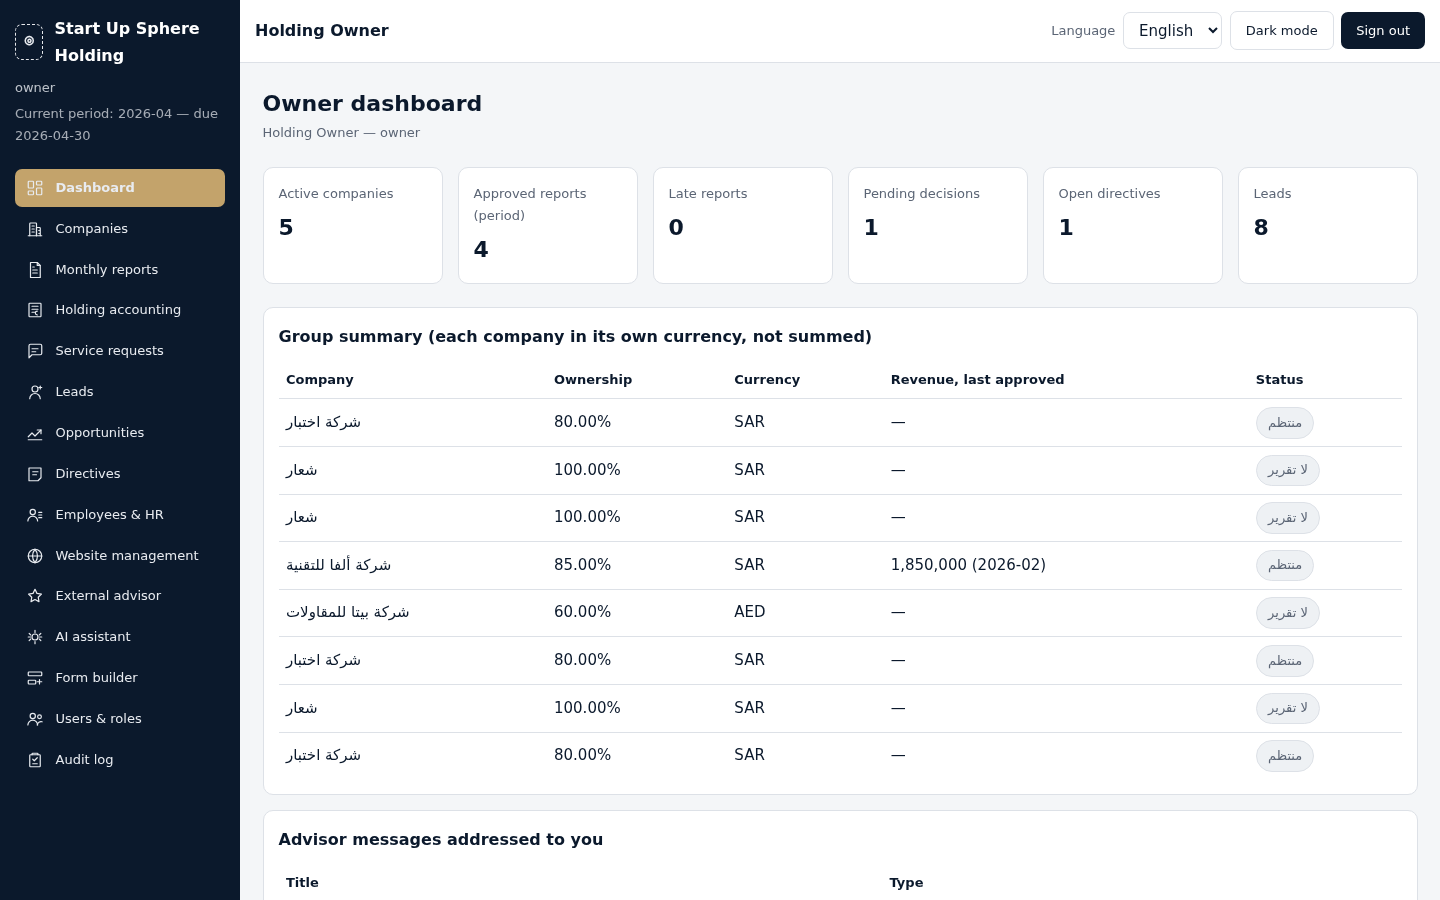 Start Up Sphere
Holding
owner
Current period: 2026-04 — due
2026-04-30
Dashboard
Companies
Monthly reports
Holding accounting
Service requests
Leads
Opportunities
Directives
Employees & HR
Website management
External advisor
AI assistant
Form builder
Users & roles
Audit log
Holding Owner
Language English Dark mode Sign out
Owner dashboard
Holding Owner — owner
Active companies
5
Approved reports
(period)
4
Late reports
0
Pending decisions
1
Open directives
1
Leads
8
Group summary (each company in its own currency, not summed)
Company Ownership Currency Revenue, last approved Status
شركة اختبار 80.00% SAR — منتظم
شعار 100.00% SAR — لا تقرير
شعار 100.00% SAR — لا تقرير
شركة ألفا للتقنية 85.00% SAR 1,850,000 (2026-02) منتظم
شركة بيتا للمقاولات 60.00% AED — لا تقرير
شركة اختبار 80.00% SAR — منتظم
شعار 100.00% SAR — لا تقرير
شركة اختبار 80.00% SAR — منتظم
Advisor messages addressed to you
Title Type